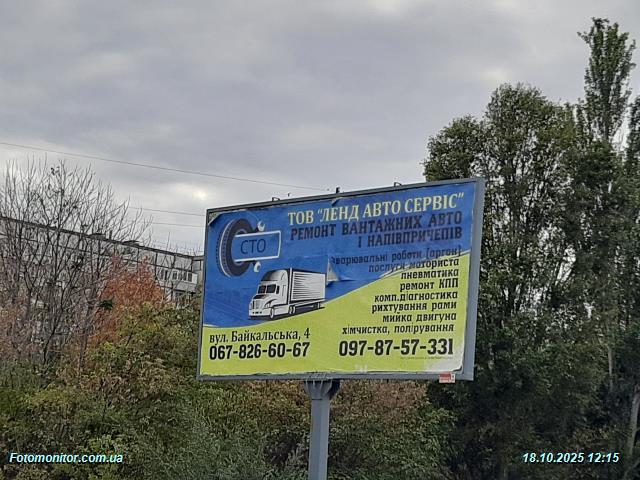 ТОВ "ЛЕНД АВТО СЕРВІС"
РЕМОНТ ВАНТАЖНИХ АВТО
І НАПІВПРИЧЕПІВ
СТО
зварювальні роботи (аргон)
послуги моториста
пневматика
ремонт КПП
комп.діагностика
рихтування рами
мийка двигуна
хімчистка, полірування
вул. Байкальська, 4
067-826-60-67
097-87-57-331
Fotomonitor.com.ua
18.10.2025 12:15